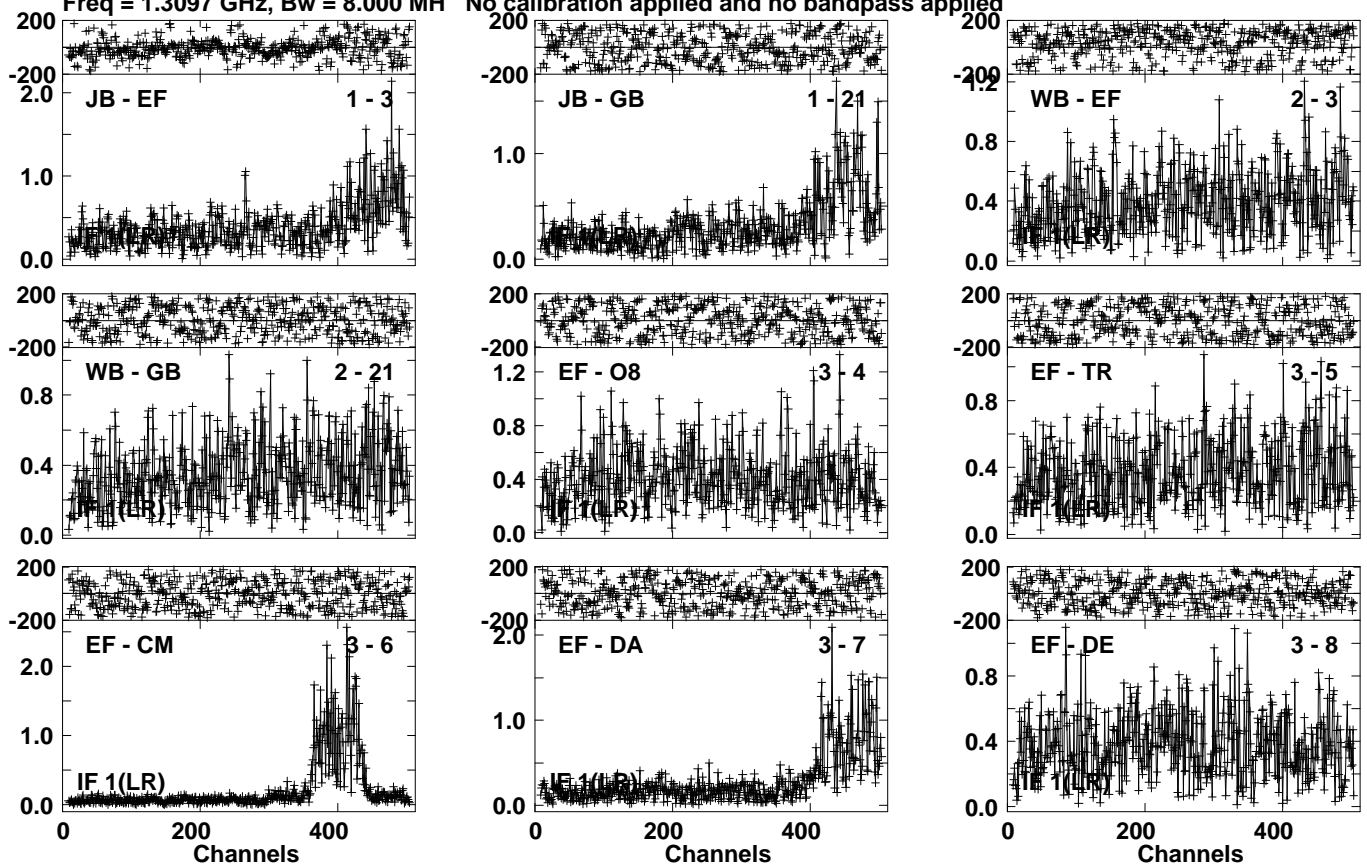 Freq = 1.3097 GHz, Bw = 8.000 MH No calibration applied and no bandpass applied
200
-200
2.0
1.0
0.0
JB - EF 1 - 3
IF 1(LR)
200
-200
1.0
0.0
JB - GB 1 - 21
IF 1(LR)
200
-200
1.2
0.8
0.4
0.0
WB - EF 2 - 3
IF 1(LR)
200
-200
0.8
0.4
0.0
WB - GB 2 - 21
IF 1(LR)
200
-200
1.2
0.8
0.4
0.0
EF - O8 3 - 4
IF 1(LR)
200
-200
0.8
0.4
0.0
EF - TR 3 - 5
IF 1(LR)
200
-200
2.0
1.0
0.0
EF - CM 3 - 6
IF 1(LR)
0 200 400
Channels
200
-200
2.0
1.0
0.0
EF - DA 3 - 7
IF 1(LR)
0 200 400
Channels
200
-200
0.8
0.4
0.0
EF - DE 3 - 8
IF 1(LR)
0 200 400
Channels